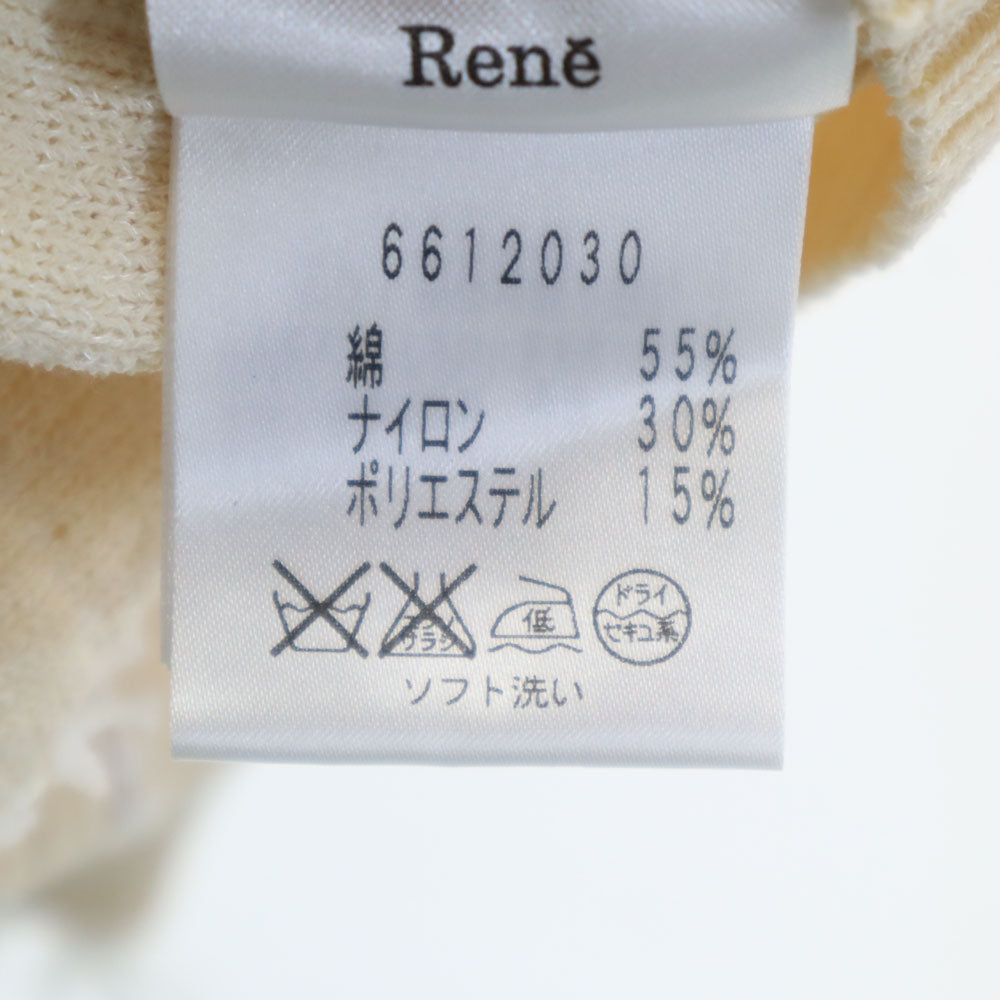 Renĕ
6612030
綿 55%
ナイロン 30%
ポリエステル 15%
低 ドライ
セキユ系
ソフト洗い